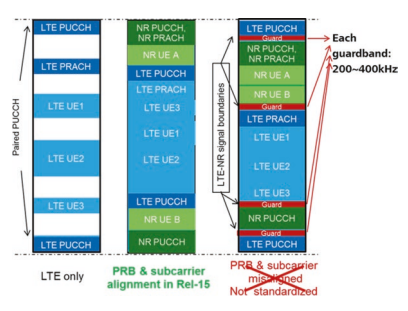 Paired PUCCH
LTE PUCCH
LTE PRACH
LTE UE1
LTE UE2
LTE UE3
LTE PUCCH
LTE only
NR PUCCH,
NR PRACH
NR UE A
LTE PUCCH
LTE PRACH
LTE UE3
LTE UE1
LTE UE2
LTE PUCCH
NR UE B
NR PUCCH
PRB & subcarrier
alignment in Rel-15
LTE-NR signal boundaries
LTE PUCCH
Guard
NR PUCCH,
NR PRACH
NR UE A
NR UE B
Guard
LTE PRACH
LTE UE1
LTE UE2
LTE UE3
Guard
NR PUCCH
Guard
LTE PUCCH
PRB & subcarrier
misaligned
Not standardized
Each
guardband:
200~400kHz